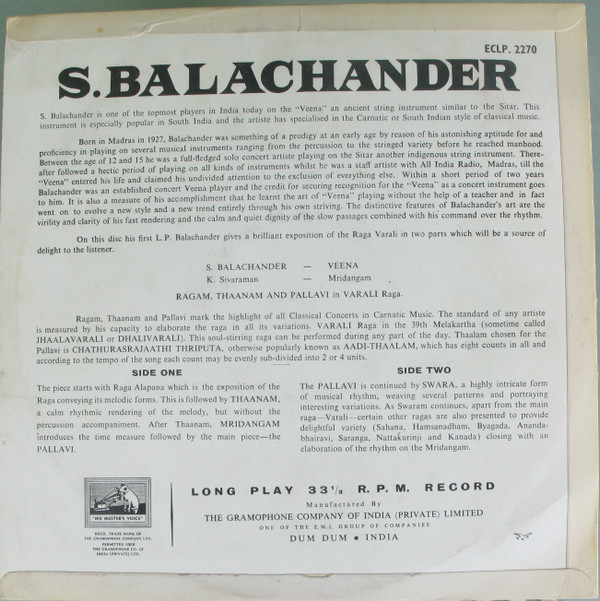 ECLP. 2270
S.BALACHANDER
S. Balachander is one of the topmost players in India today on the "Veena" an ancient string instrument similar to the Sitar. This
instrument is especially popular in South India and the artiste has specialised in the Carnatic or South Indian style of classical music.
Born in Madras in 1927, Balachander was something of a prodigy at an early age by reason of his astonishing aptitude for and
proficiency in playing on several musical instruments ranging from the percussion to the stringed variety before he reached manhood.
Between the age of 12 and 15 he was a full-fledged solo concert artiste playing on the Sitar another indigenous string instrument. There-
after followed a hectic period of playing on all kinds of instruments whilst he was a staff artiste with All India Radio, Madras, till the
"Veena" entered his life and claimed his undivided attention to the exclusion of everything else. Within a short period of two years
Balachander was an established concert Veena player and the credit for securing recognition for the "Veena" as a concert instrument goes
to him. It is also a measure of his accomplishment that he learnt the art of "Veena" playing without the help of a teacher and in fact
went on to evolve a new style and a new trend entirely through his own striving. The distinctive features of Balachander's art are the
virility and clarity of his fast rendering and the calm and quiet dignity of the slow passages combined with his command over the rhythm.
On this disc his first L.P. Balachander gives a brilliant exposition of the Raga Varali in two parts which will be a source of
delight to the listener.
S. BALACHANDER — VEENA
K. Sivaraman — Mridangam
RAGAM, THAANAM AND PALLAVI in VARALI Raga.
Ragam, Thaanam and Pallavi mark the highlight of all Classical Concerts in Carnatic Music. The standard of any artiste
is measured by his capacity to elaborate the raga in all its variations. VARALI Raga in the 39th Melakartha (sometime called
JHAALAVARALI or DHALIVARALI). This soul-stirring raga can be performed during any part of the day. Thaalam chosen for the
Pallavi is CHATHURASRAJAATHI THRIPUTA, otherwise popularly known as AADI-THAALAM, which has eight counts in all and
according to the tempo of the song each count may be evenly sub-divided into 2 or 4 units.
SIDE ONE
The piece starts with Raga Alapana which is the exposition of the
Raga conveying its melodic forms. This is followed by THAANAM,
a calm rhythmic rendering of the melody, but without the
percussion accompaniment. After Thaanam, MRIDANGAM
introduces the time measure followed by the main piece—the
PALLAVI.
SIDE TWO
The PALLAVI is continued by SWARA, a highly intricate form
of musical rhythm, weaving several patterns and portraying
interesting variations. As Swaram continues, apart from the main
raga—Varali—certain other ragas are also presented to provide
delightful variety (Sahana, Hamsanadham, Byagada, Ananda-
bhairavi, Saranga, Nattakurinji and Kanada) closing with an
elaboration of the rhythm on the Mridangam.
"HIS MASTER'S VOICE"
REGD. TRADE MARK OF
THE GRAMOPHONE COMPANY LTD.
PERMITTED USER
THE GRAMOPHONE CO. OF
INDIA (PRIVATE) LTD.
LONG PLAY 33 1/3 R.P.M. RECORD
Manufactured By
THE GRAMOPHONE COMPANY OF INDIA (PRIVATE) LIMITED
ONE OF THE E.M.I. GROUP OF COMPANIES
DUM DUM • INDIA